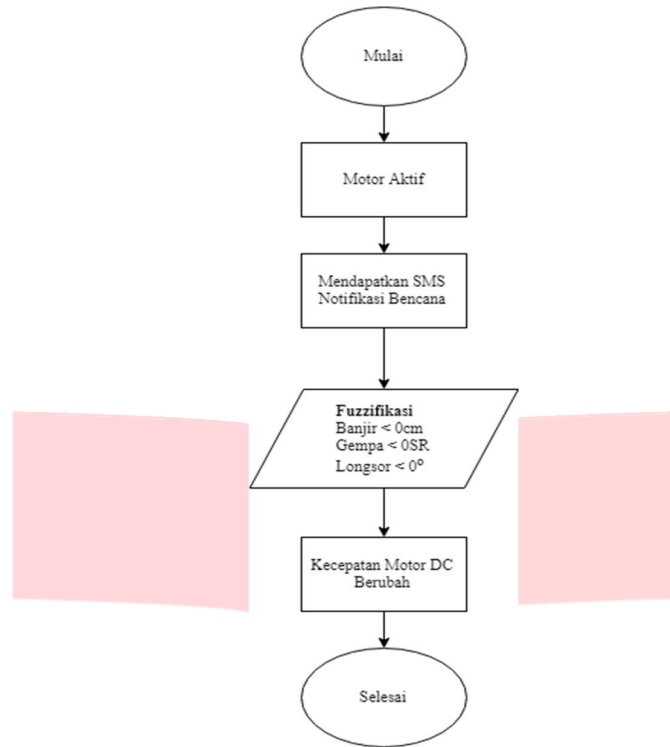 Mulai
Motor Aktif
Mendapatkan SMS
Notifikasi Bencana
Fuzzifikasi
Banjir < 0cm
Gempa < 0SR
Longsor < 0°
Kecepatan Motor DC
Berubah
Selesai